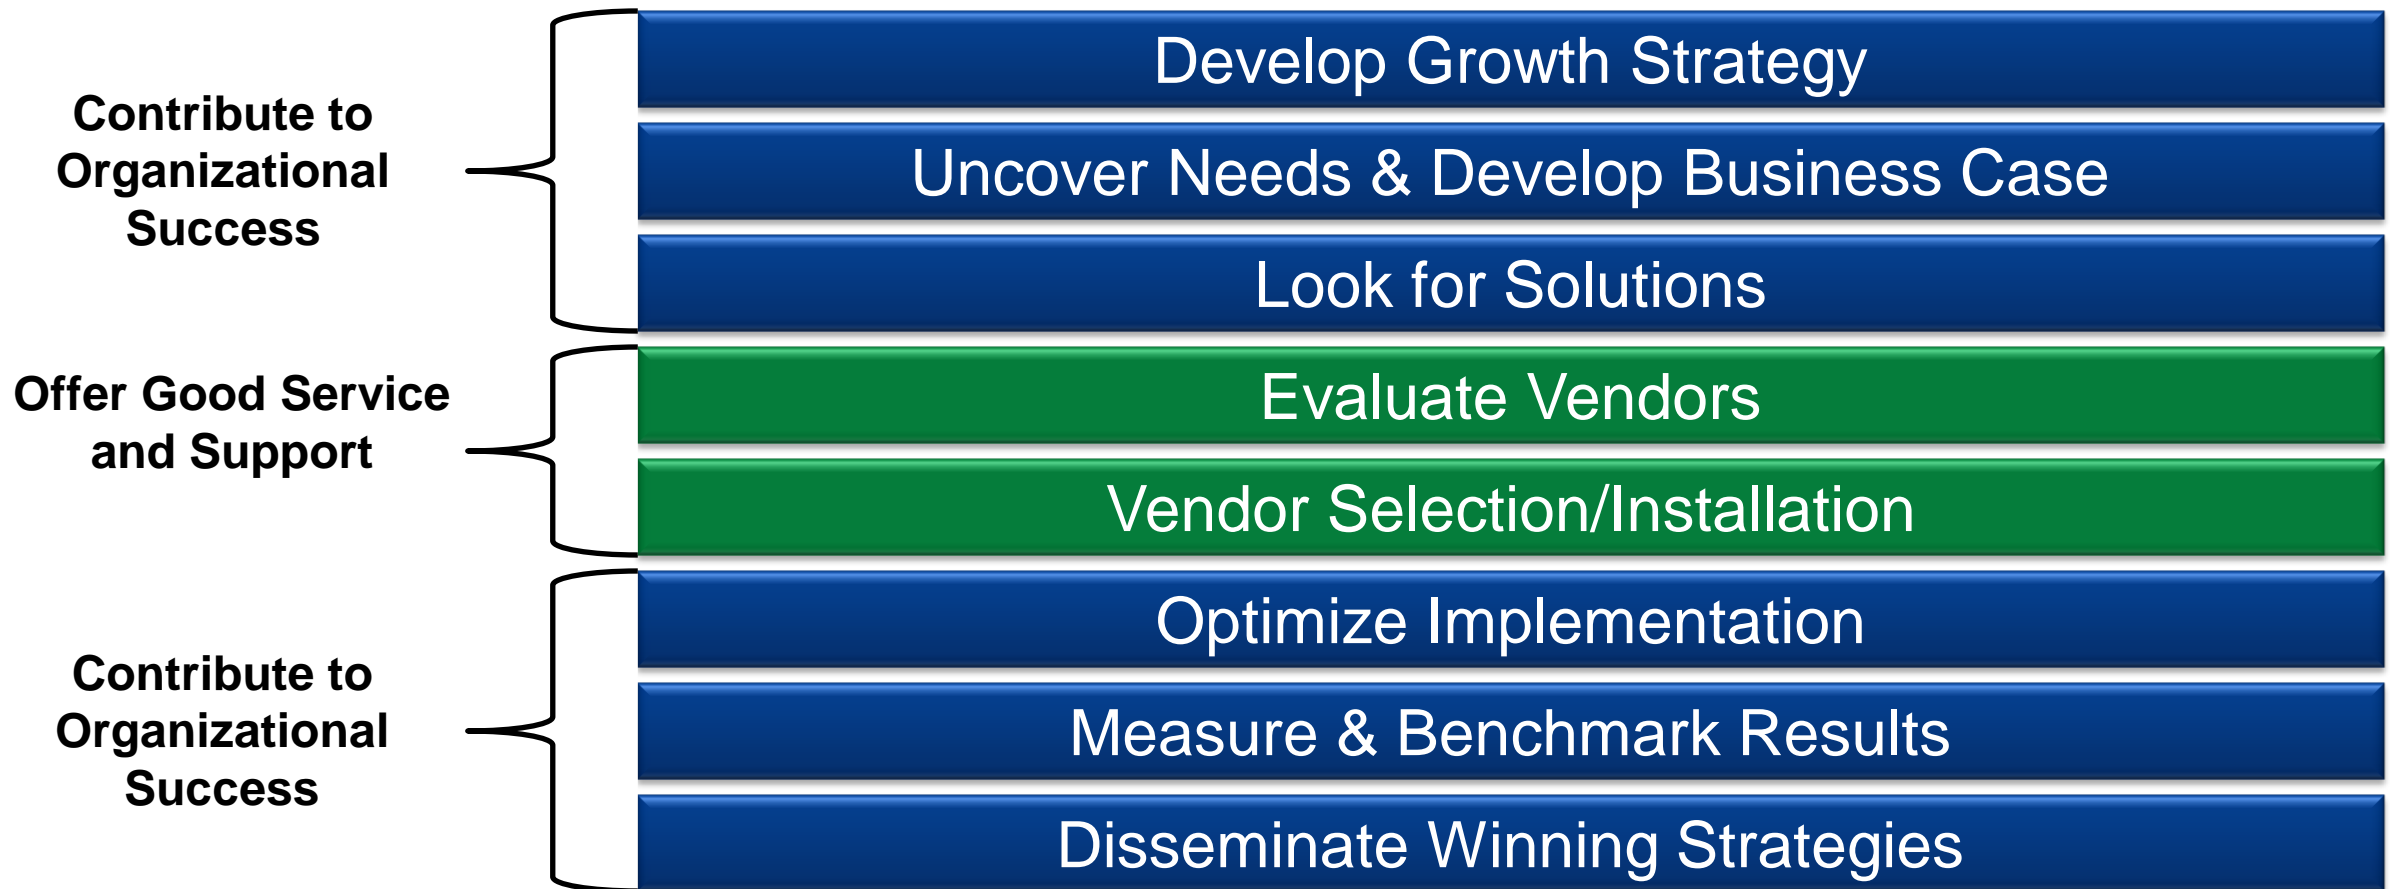 Contribute to
Organizational
Success
Develop Growth Strategy
Uncover Needs & Develop Business Case
Look for Solutions
Offer Good Service
and Support
Evaluate Vendors
Vendor Selection/Installation
Contribute to
Organizational
Success
Optimize Implementation
Measure & Benchmark Results
Disseminate Winning Strategies